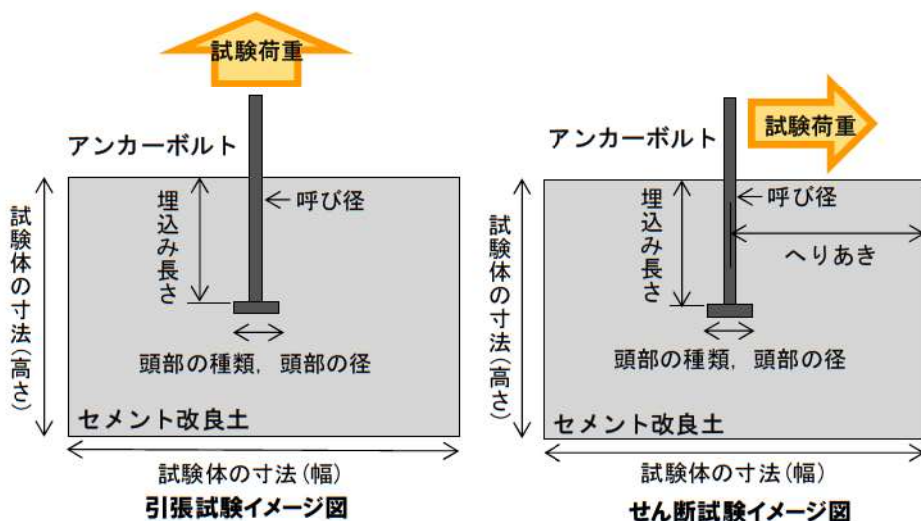 試験荷重
アンカーボルト
呼び径
埋込み長さ
試験体の寸法(高さ)
頭部の種類, 頭部の径
セメント改良土
試験体の寸法(幅)
引張試験イメージ図
試験荷重
アンカーボルト
呼び径
埋込み長さ
へりあき
試験体の寸法(高さ)
頭部の種類, 頭部の径
セメント改良土
試験体の寸法(幅)
せん断試験イメージ図